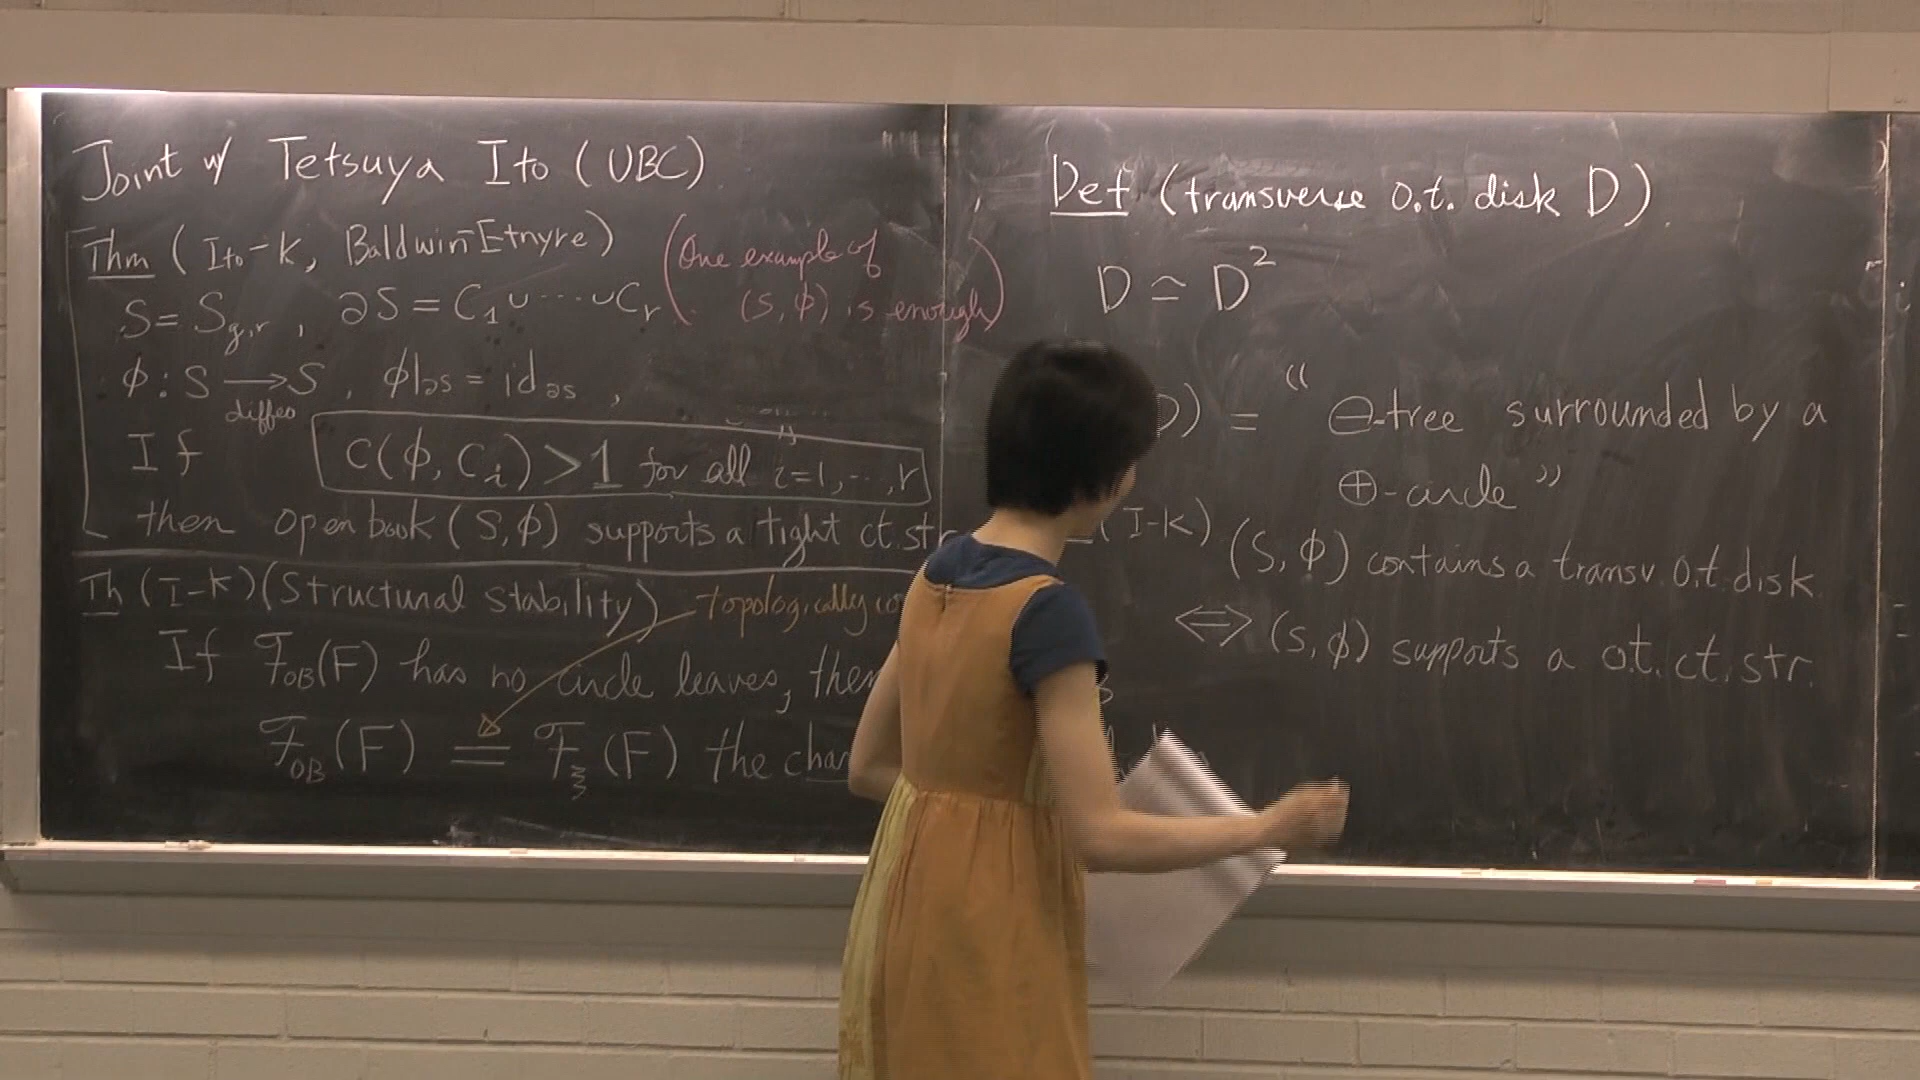 Joint w/ Tetsuya Ito (UBC)
Thm (Ito-K, Baldwin-Etnyre)
(One example of
(S, φ) is enough)
S = S_{g,r}, ∂S = C_1 ∪ ⋯ ∪ C_r
φ : S ⟶ S, φ|∂S = id_∂S,
diffeo
If C(φ, C_i) > 1 for all i=1, ⋯, r
then open book (S, φ) supports a tight ct. str
Th (I-K) (Structural stability)
topologically
If F_OB(F) has no circle leaves, then
F_OB(F) = F_ξ(F) the
Def (transverse o.t. disk D)
D ≃ D²
D) = “ ⊖-tree surrounded by a
⊕-circle ”
(I-K) (S, φ) contains a transv. o.t. disk
⟺ (S, φ) supports a o.t. ct. str.